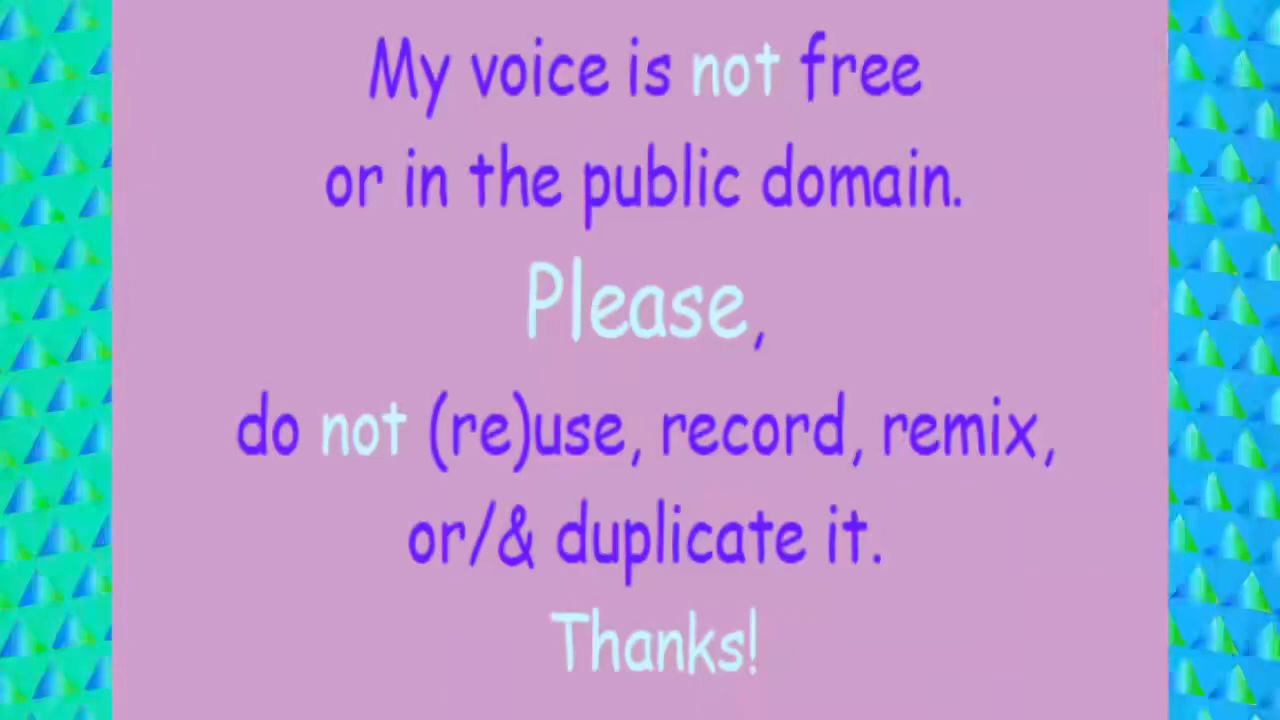 My voice is not free
or in the public domain.
Please,
do not (re)use, record, remix,
or/& duplicate it.
Thanks!